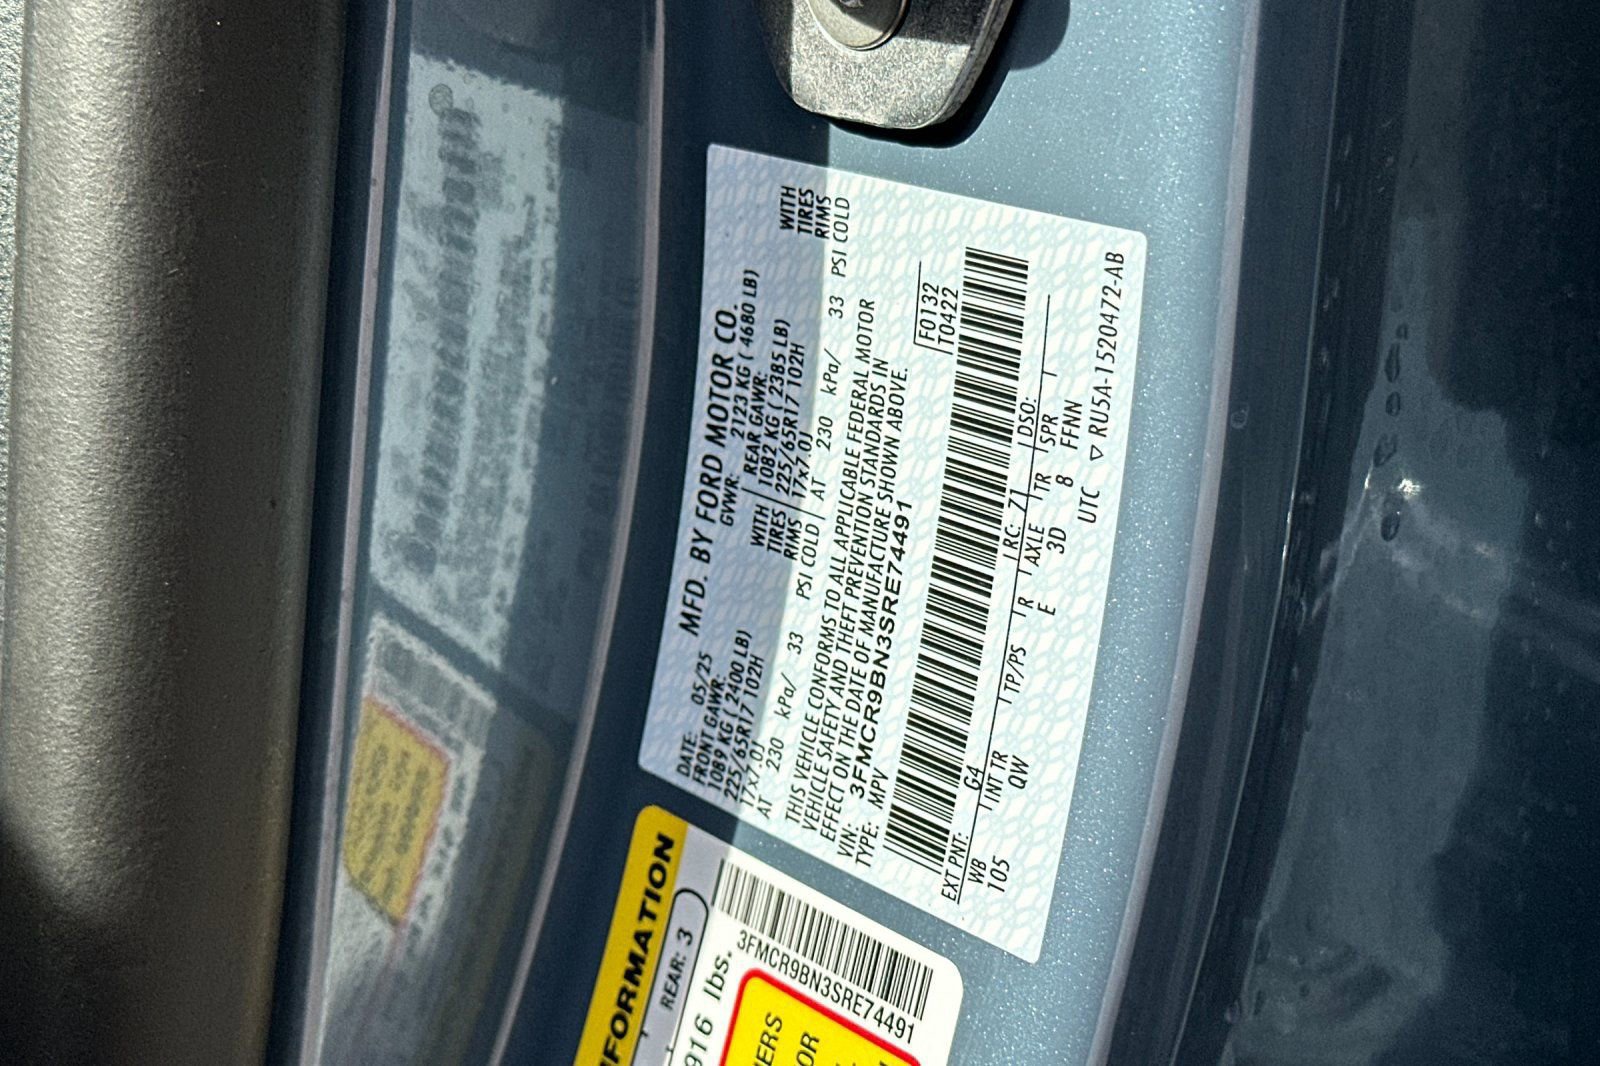 MFD. BY FORD MOTOR CO.
DATE: 05/25 GVWR: 2123 KG ( 4680 LB)
FRONT GAWR: REAR GAWR:
1089 KG ( 2400 LB) WITH 1082 KG ( 2385 LB) WITH
225/65R17 102H TIRES 225/65R17 102H TIRES
17x7.0J RIMS 17x7.0J RIMS
AT 230 kPa/ 33 PSI COLD AT 230 kPa/ 33 PSI COLD
THIS VEHICLE CONFORMS TO ALL APPLICABLE FEDERAL MOTOR
VEHICLE SAFETY AND THEFT PREVENTION STANDARDS IN
EFFECT ON THE DATE OF MANUFACTURE SHOWN ABOVE.
VIN: 3FMCR9BN3SRE74491
TYPE: MPV
F0132
T0422
EXT PNT: G4 RC: 71 DSO:
WB INT TR TP/PS R AXLE TR SPR
105 QW E 3D 8 FFNN
UTC ▽ RU5A-1520472-AB
FORMATION
REAR: 3
916 lbs.
3FMCR9BN3SRE74491
IERS
OR